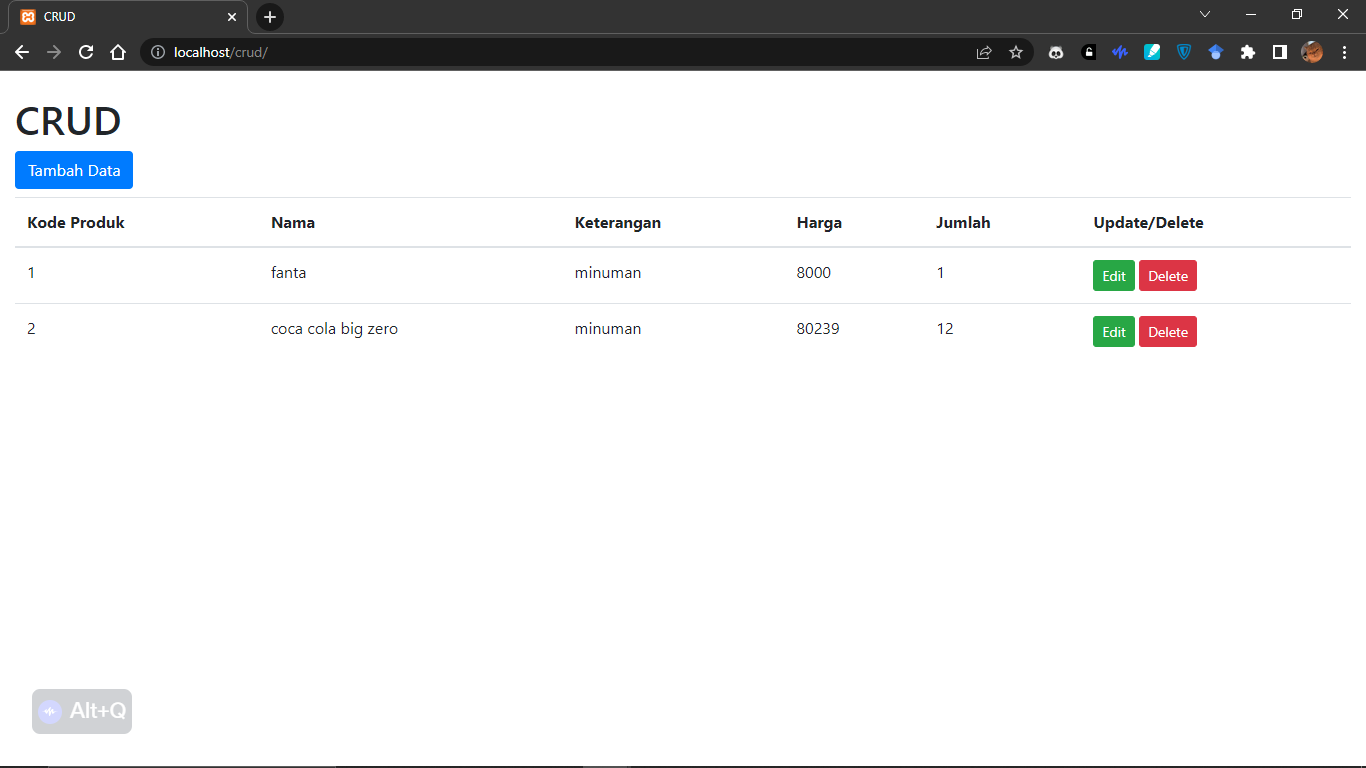 CRUD
localhost/crud/
CRUD
Tambah Data
Kode Produk Nama Keterangan Harga Jumlah Update/Delete
1 fanta minuman 8000 1 Edit Delete
2 coca cola big zero minuman 80239 12 Edit Delete
Alt+Q